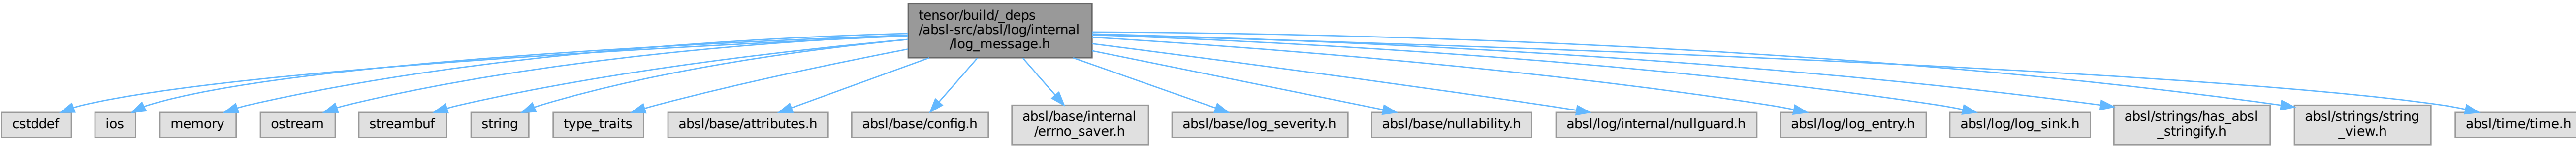 tensor/build/_deps
/absl-src/absl/log/internal
/log_message.h
cstddef
ios
memory
ostream
streambuf
string
type_traits
absl/base/attributes.h
absl/base/config.h
absl/base/internal
/errno_saver.h
absl/base/log_severity.h
absl/base/nullability.h
absl/log/internal/nullguard.h
absl/log/log_entry.h
absl/log/log_sink.h
absl/strings/has_absl
_stringify.h
absl/strings/string
_view.h
absl/time/time.h